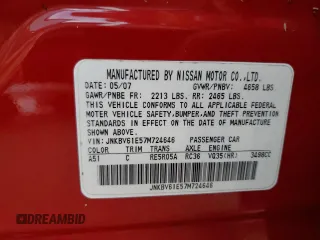 MANUFACTURED BY NISSAN MOTOR CO.,LTD.
DATE: 05/07 GVWR/PNBV: 4658 LBS.
GAWR/PNBE FR: 2213 LBS. RR: 2465 LBS.
THIS VEHICLE CONFORMS TO ALL APPLICABLE
FEDERAL MOTOR VEHICLE SAFETY, BUMPER, AND THEFT PREVENTION
STANDARDS IN EFFECT ON THE DATE OF MANUFACTURE SHOWN ABOVE.
VIN: JNKBV61E57M724646 PASSENGER CAR
COLOR TRIM TRANS AXLE ENGINE
A51 C RE5R05A RC36 VQ35(HR) 3498CC
JNKBV61E57M724646
© DREAMBID